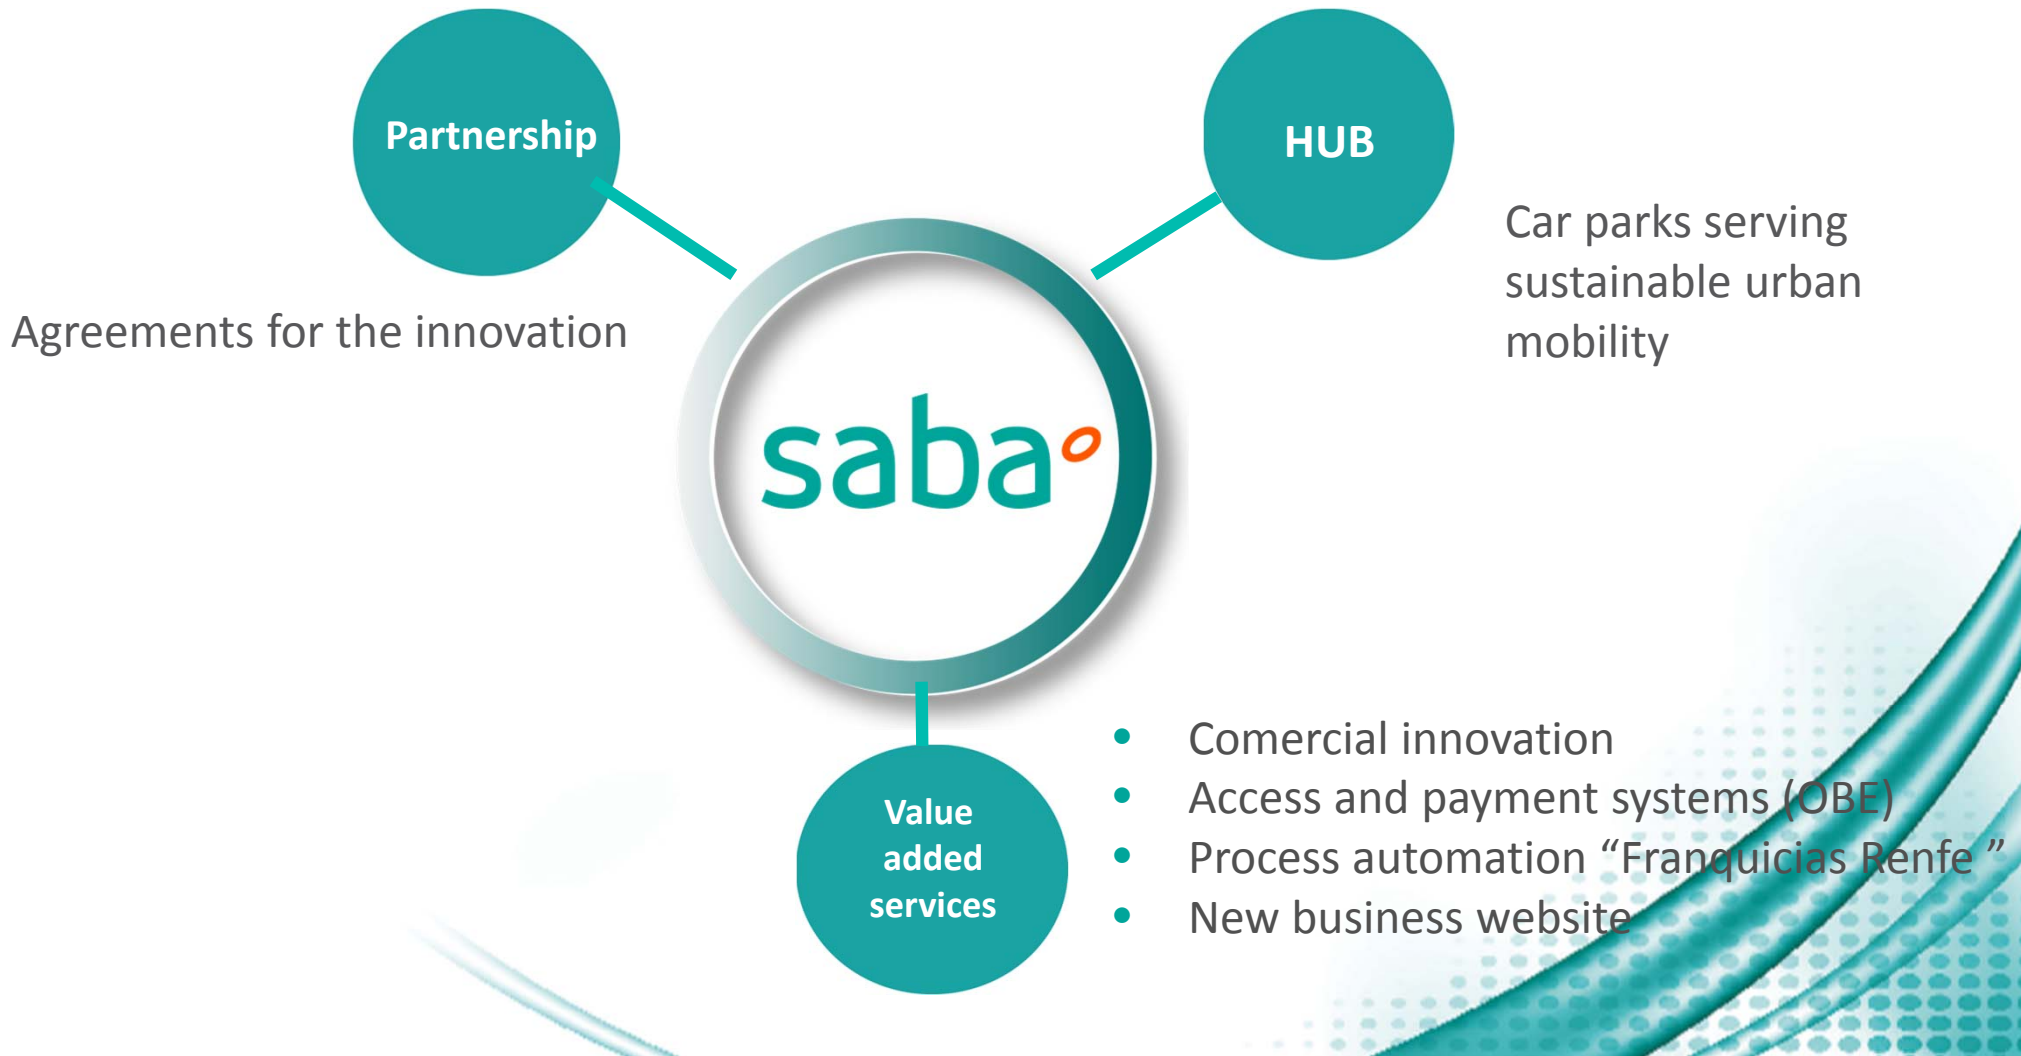 Partnership
Agreements for the innovation
HUB
Car parks serving
sustainable urban
mobility
saba
Value
added
services
• Comercial innovation
• Access and payment systems (OBE)
• Process automation “Franquicias Renfe ”
• New business website